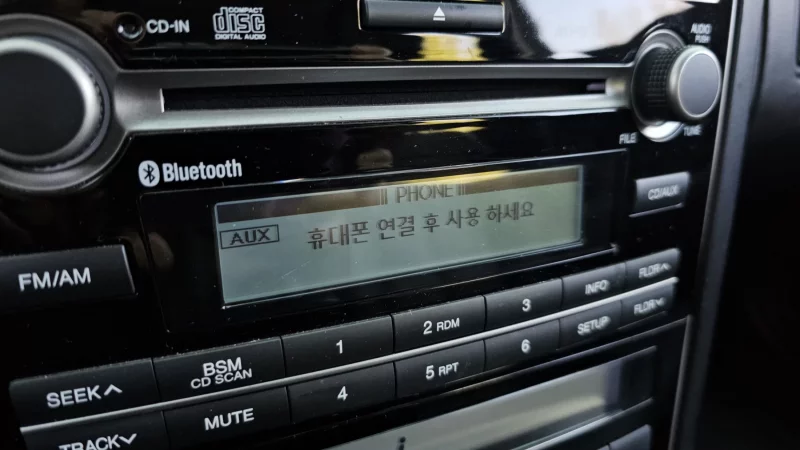 CD-IN
COMPACT
disc
DIGITAL AUDIO
AUDIO
PUSH
FILE
TUNE
Bluetooth
PHONE
AUX
휴대폰 연결 후 사용 하세요
CD/AUX
FM/AM
SEEK
BSM
CD SCAN
1
2 RDM
3
INFO
FLDR
TRACK
MUTE
4
5 RPT
6
SETUP
FLDR